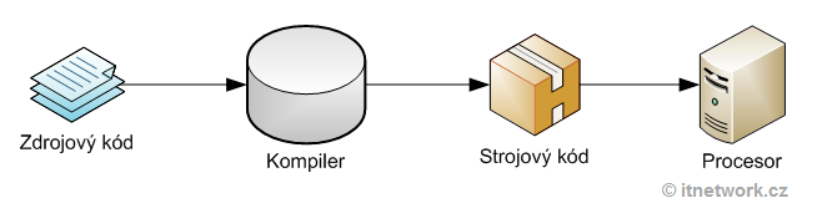 Zdrojový kód
Kompiler
Strojový kód
Procesor
© itnetwork.cz